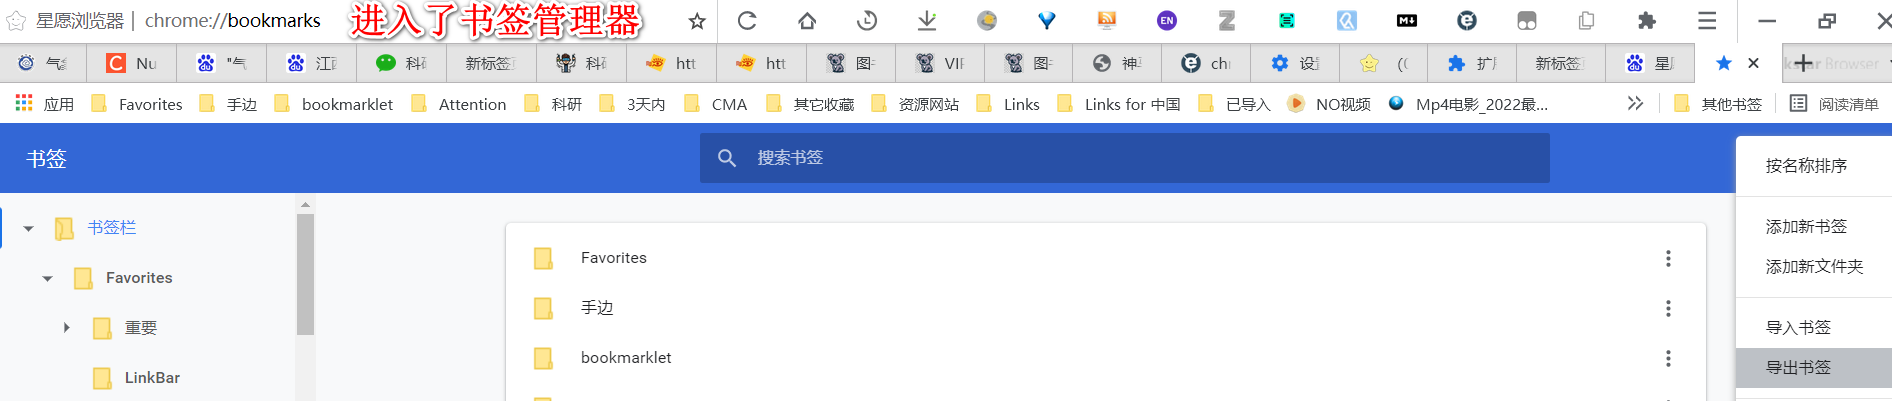 星愿浏览器 | chrome://bookmarks 进入了书签管理器
气 Nu "气 江 科 新标签 科 htt htt 图 VIP 图 神 chr 设 (( 扩 新标签 星 Browser
应用 Favorites 手边 bookmarklet Attention 科研 3天内 CMA 其它收藏 资源网站 Links Links for 中国 已导入 NO视频 Mp4电影_2022最... 其他书签 阅读清单
书签 搜索书签
按名称排序
添加新书签
添加新文件夹
导入书签
导出书签
书签栏
Favorites
重要
LinkBar
Favorites
手边
bookmarklet